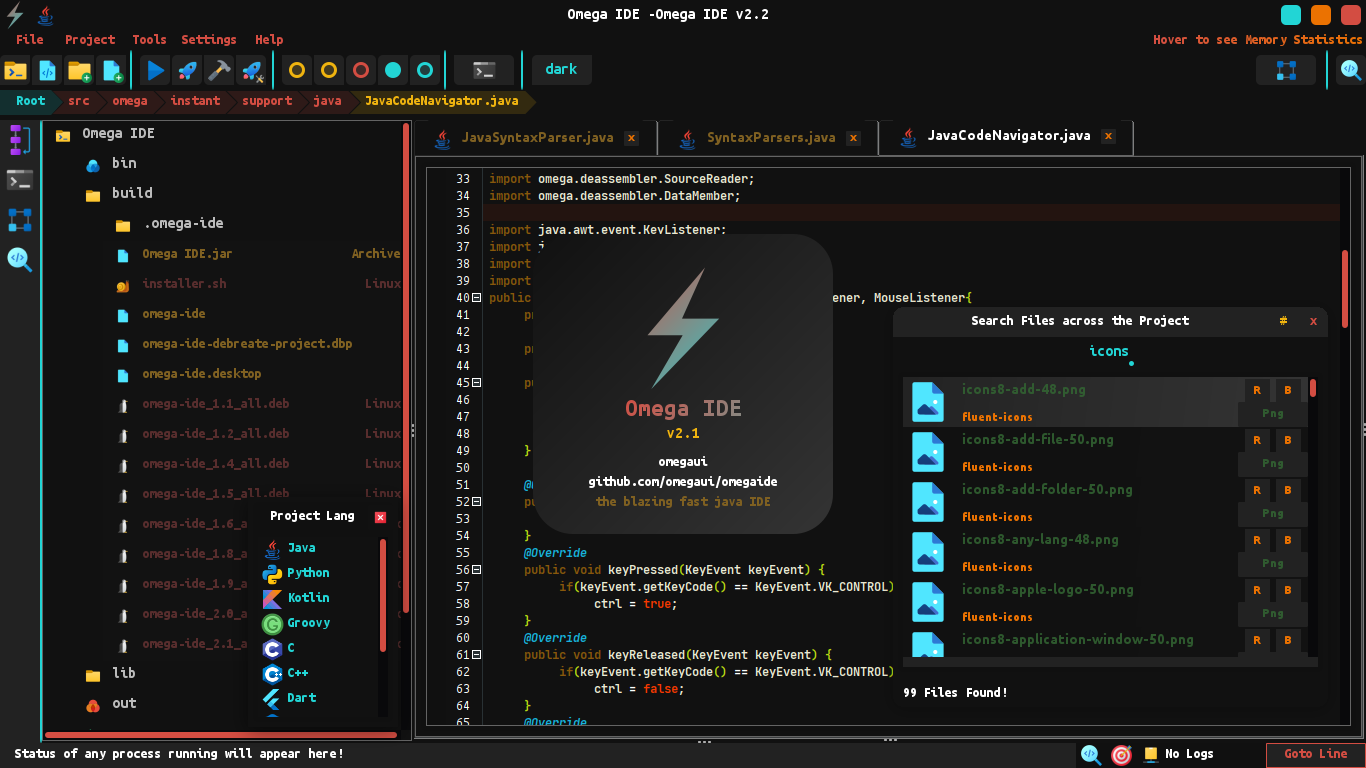 Omega IDE -Omega IDE v2.2
File Project Tools Settings Help
Hover to see Memory Statistics
dark
Root src omega instant support java JavaCodeNavigator.java
Omega IDE
bin
build
.omega-ide
Omega IDE.jar Archive
installer.sh Linux
omega-ide
omega-ide-debreate-project.dbp
omega-ide.desktop
omega-ide_1.1_all.deb Linux
omega-ide_1.2_all.deb Linux
omega-ide_1.4_all.deb Linux
omega-ide_1.5_all.deb Linux
omega-ide_1.6_a
omega-ide_1.8_a
omega-ide_1.9_a
omega-ide_2.0_a
omega-ide_2.1_a
lib
out
Project Lang
Java
Python
Kotlin
Groovy
C
C++
Dart
JavaSyntaxParser.java x
SyntaxParsers.java x
JavaCodeNavigator.java x
33 import omega.deassembler.SourceReader;
34 import omega.deassembler.DataMember;
35
36 import java.awt.event.KeyListener;
37 import j
38 import
39 import
40 public ener, MouseListener{
41 pu
42
43 pu
44
45 pu
46
47
48
49 }
50
51 @O
52 pu
53
54 }
55 @Override
56 public void keyPressed(KeyEvent keyEvent) {
57 if(keyEvent.getKeyCode() == KeyEvent.VK_CONTROL)
58 ctrl = true;
59 }
60 @Override
61 public void keyReleased(KeyEvent keyEvent) {
62 if(keyEvent.getKeyCode() == KeyEvent.VK_CONTROL)
63 ctrl = false;
64 }
65 @Override
Omega IDE
v2.1
omegaui
github.com/omegaui/omegaide
the blazing fast java IDE
Search Files across the Project # x
icons
icons8-add-48.png R B
fluent-icons Png
icons8-add-file-50.png R B
fluent-icons Png
icons8-add-folder-50.png R B
fluent-icons Png
icons8-any-lang-48.png R B
fluent-icons Png
icons8-apple-logo-50.png R B
fluent-icons Png
icons8-application-window-50.png R B
99 Files Found!
Status of any process running will appear here!
No Logs
Goto Line